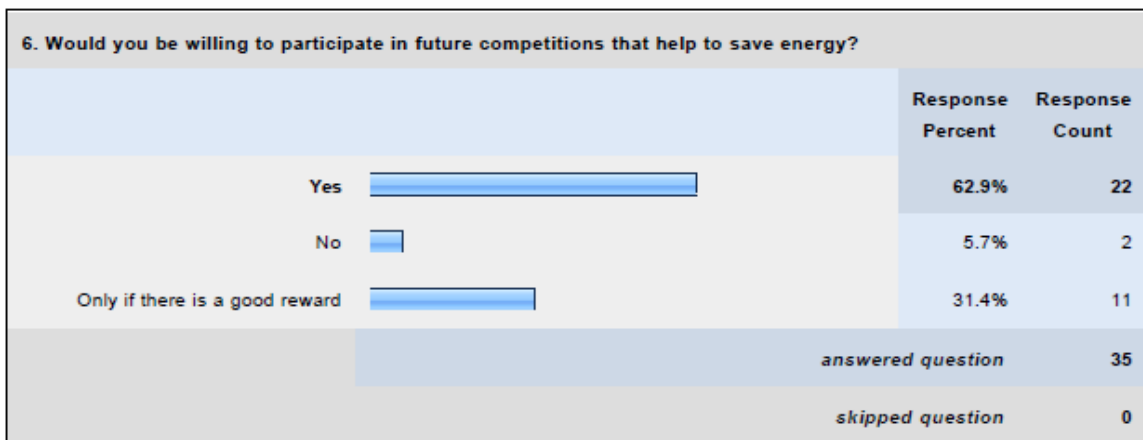 6. Would you be willing to participate in future competitions that help to save energy?
Response Percent Response Count
Yes 62.9% 22
No 5.7% 2
Only if there is a good reward 31.4% 11
answered question 35
skipped question 0